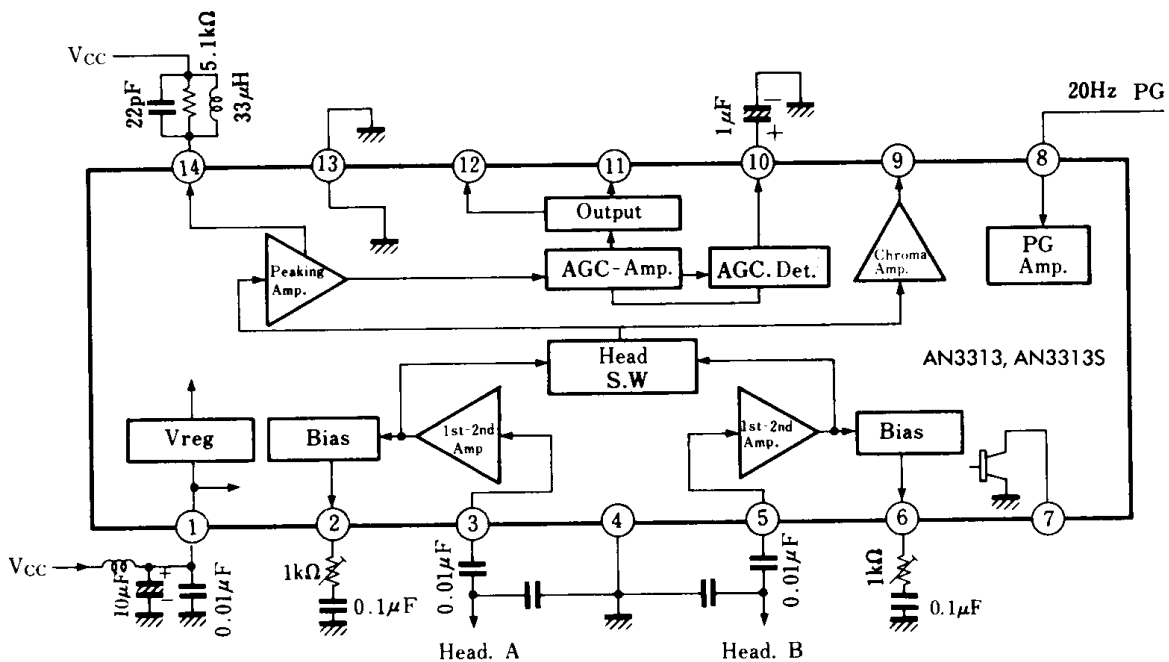 VCC
22pF
5.1kΩ
33μH
1μF
−
+
20Hz PG
14
13
12
11
10
9
8
Output
Peaking
Amp.
AGC-Amp.
AGC.Det.
Chroma
Amp.
PG
Amp.
Head
S.W
AN3313, AN3313S
Vreg
Bias
1st-2nd
Amp
1st-2nd
Amp.
Bias
1
2
3
4
5
6
7
VCC
10μF
+
−
0.01μF
1kΩ
0.1μF
0.01μF
0.01μF
1kΩ
0.1μF
Head. A
Head. B